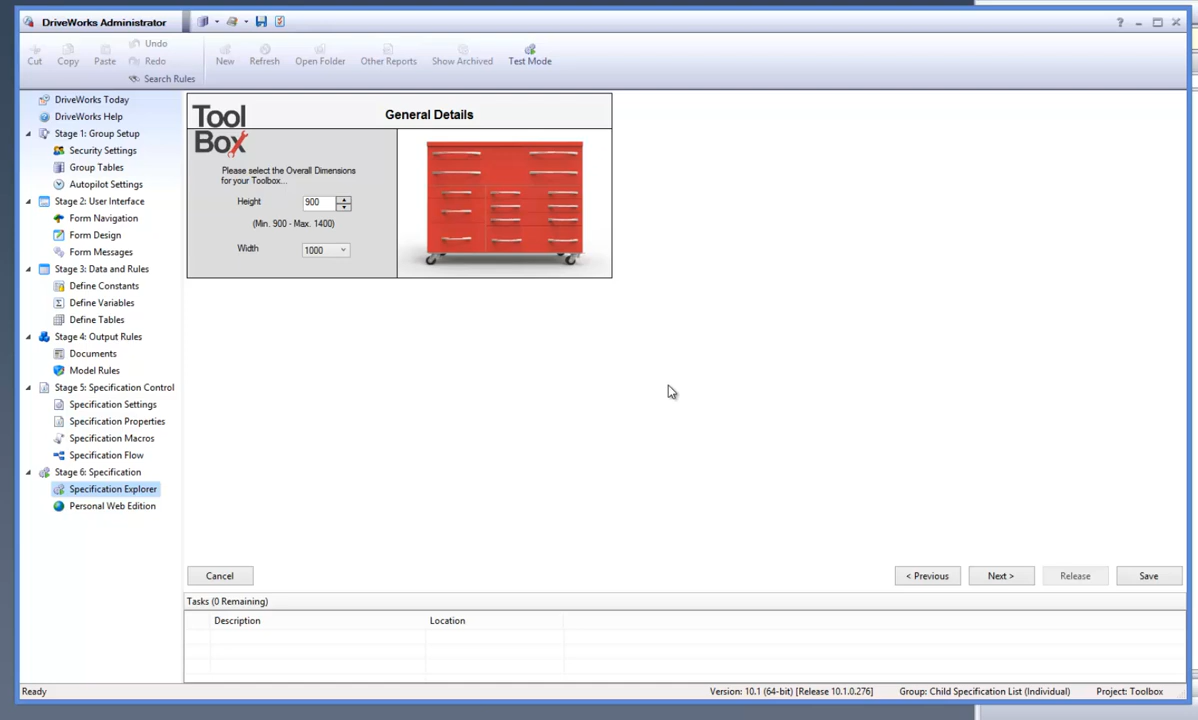 DriveWorks Administrator
Cut
Copy
Paste
Undo
Redo
Search Rules
New
Refresh
Open Folder
Other Reports
Show Archived
Test Mode
DriveWorks Today
DriveWorks Help
Stage 1: Group Setup
Security Settings
Group Tables
Autopilot Settings
Stage 2: User Interface
Form Navigation
Form Design
Form Messages
Stage 3: Data and Rules
Define Constants
Define Variables
Define Tables
Stage 4: Output Rules
Documents
Model Rules
Stage 5: Specification Control
Specification Settings
Specification Properties
Specification Macros
Specification Flow
Stage 6: Specification
Specification Explorer
Personal Web Edition
Tool
Box
General Details
Please select the Overall Dimensions
for your Toolbox...
Height 900
(Min. 900 - Max. 1400)
Width 1000
Cancel
< Previous
Next >
Release
Save
Tasks (0 Remaining)
Description Location
Ready
Version: 10.1 (64-bit) [Release 10.1.0.276]
Group: Child Specification List (Individual)
Project: Toolbox